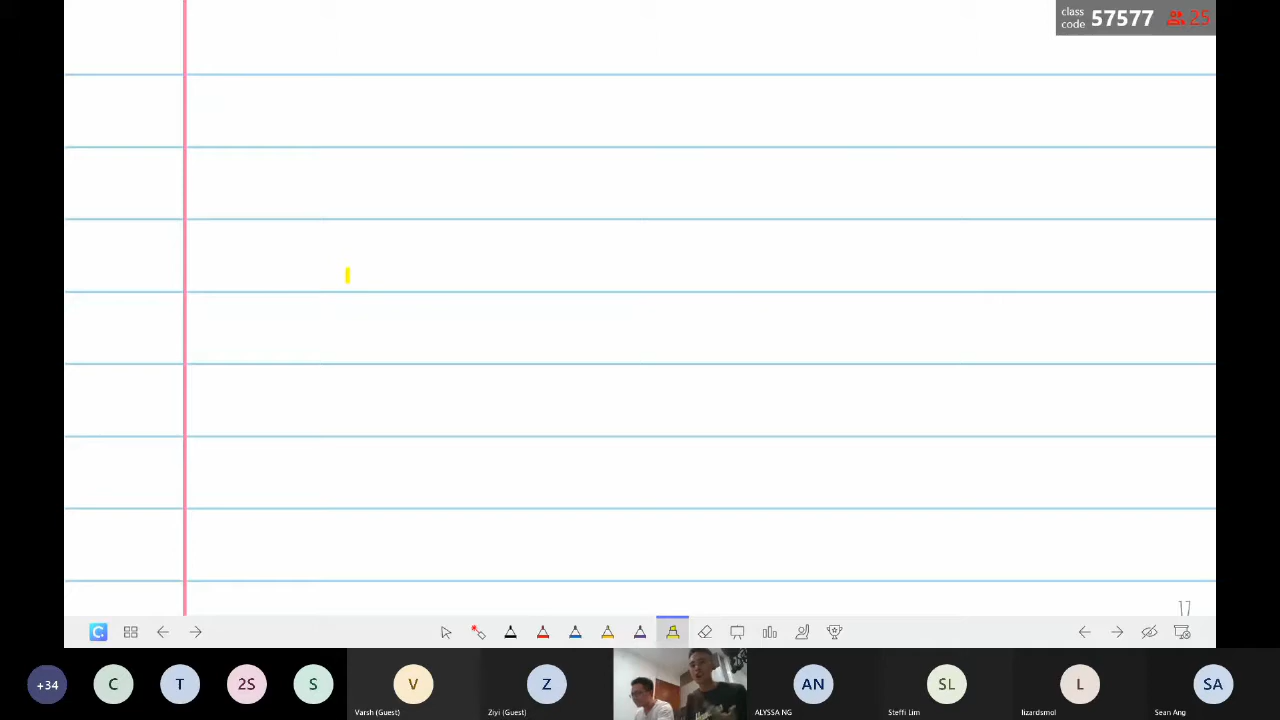 class
code 57577 25
17
+34 C T 2S S V Z AN SL L SA
Varsh (Guest) Ziyi (Guest) ALYSSA NG Steffi Lim lizardsmol Sean Ang